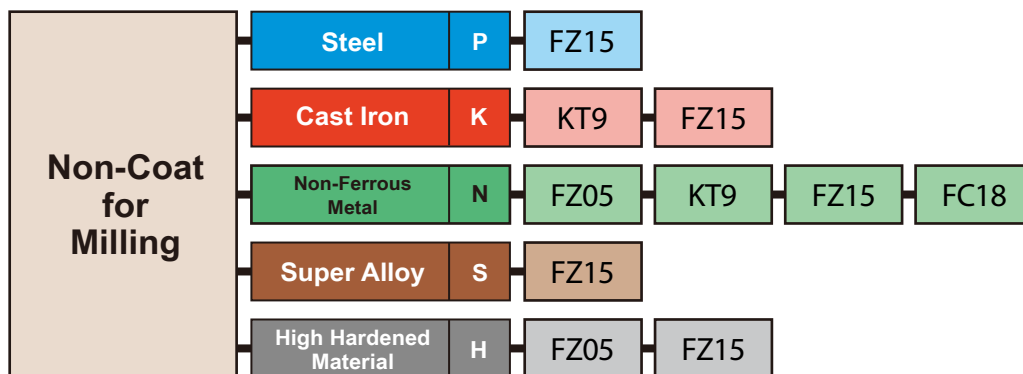 Non-Coat
for
Milling
Steel P FZ15
Cast Iron K KT9 FZ15
Non-Ferrous
Metal N FZ05 KT9 FZ15 FC18
Super Alloy S FZ15
High Hardened
Material H FZ05 FZ15